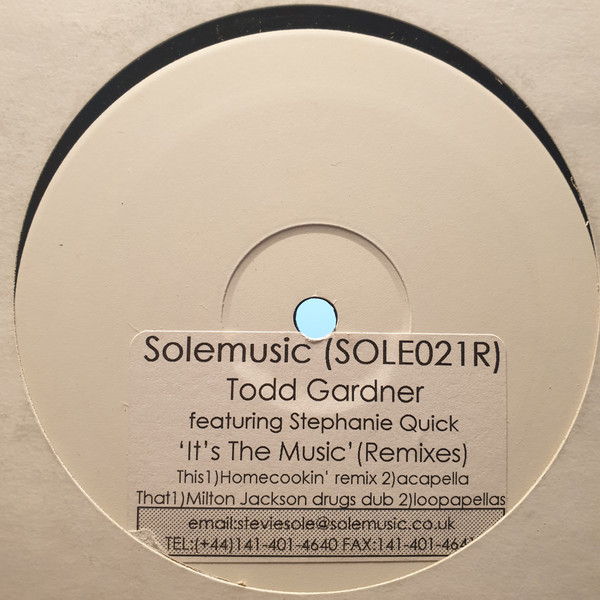 Solemusic (SOLE021R)
Todd Gardner
featuring Stephanie Quick
'It's The Music'(Remixes)
This1)Homecookin' remix 2)acapella
That1)Milton Jackson drugs dub 2)loopapellas
email:steviesole@solemusic.co.uk
TEL:(+44)141-401-4640 FAX:141-401-4641